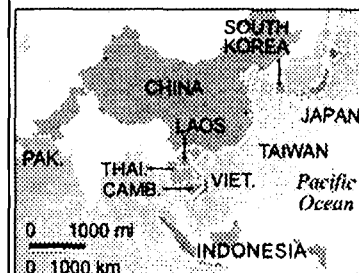 SOUTH
KOREA
CHINA
JAPAN
LAOS
TAIWAN
PAK.
THAI.
CAMB.
VIET.
Pacific
Ocean
0 1000 mi
INDONESIA
0 1000 km